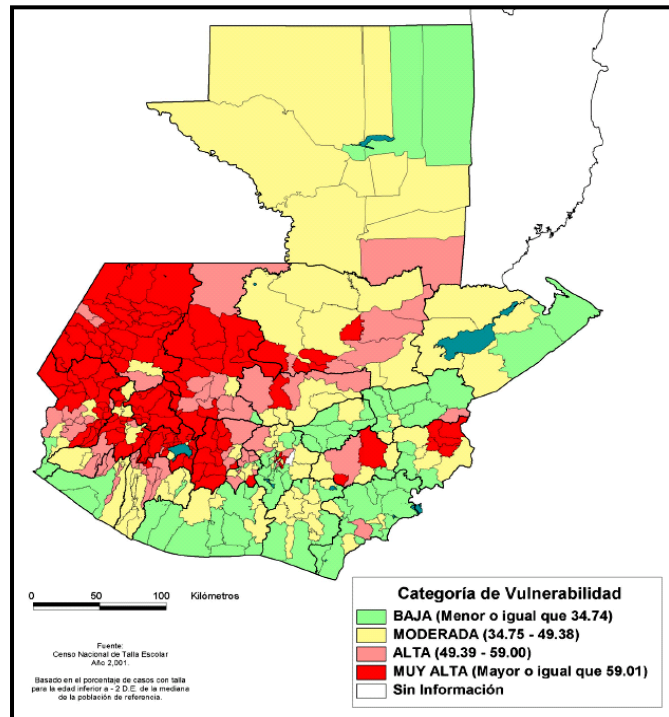 0 50 100 Kilómetros
Fuente:
Censo Nacional de Talla Escolar
Año 2,001.
Basado en el porcentaje de casos con talla
para la edad inferior a - 2 D.E. de la mediana
de la población de referencia.
Categoría de Vulnerabilidad
BAJA (Menor o igual que 34.74)
MODERADA (34.75 - 49.38)
ALTA (49.39 - 59.00)
MUY ALTA (Mayor o igual que 59.01)
Sin Información